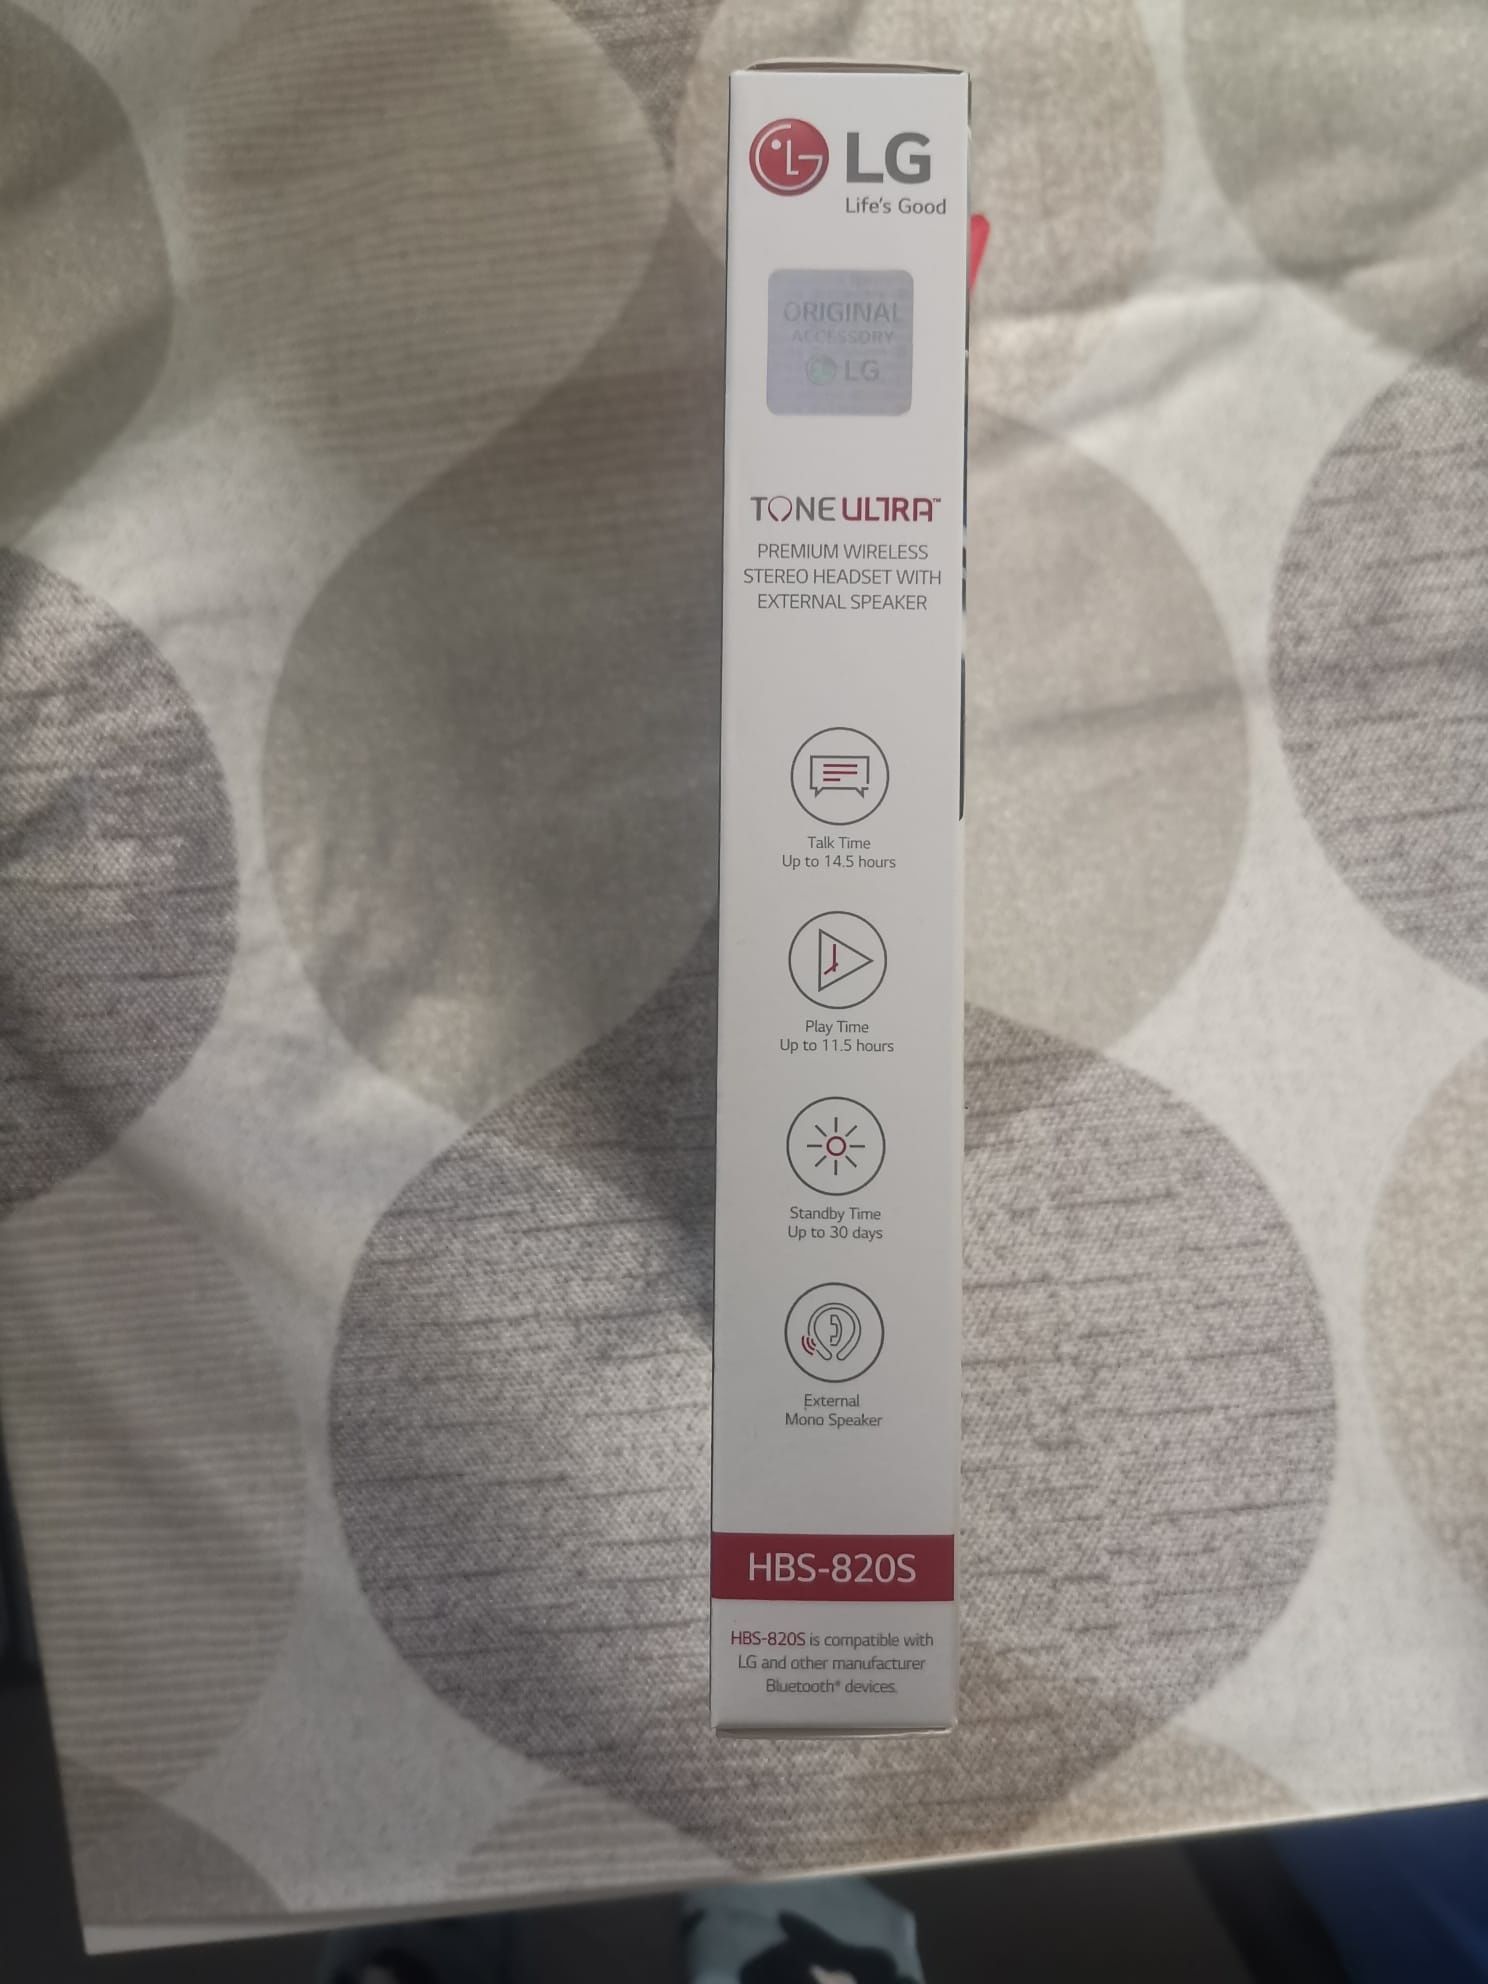 LG
Life's Good
ORIGINAL
ACCESSORY
LG
TONE ULTRA™
PREMIUM WIRELESS
STEREO HEADSET WITH
EXTERNAL SPEAKER
Talk Time
Up to 14.5 hours
Play Time
Up to 11.5 hours
Standby Time
Up to 30 days
External
Mono Speaker
HBS-820S
HBS-820S is compatible with
LG and other manufacturer
Bluetooth® devices.